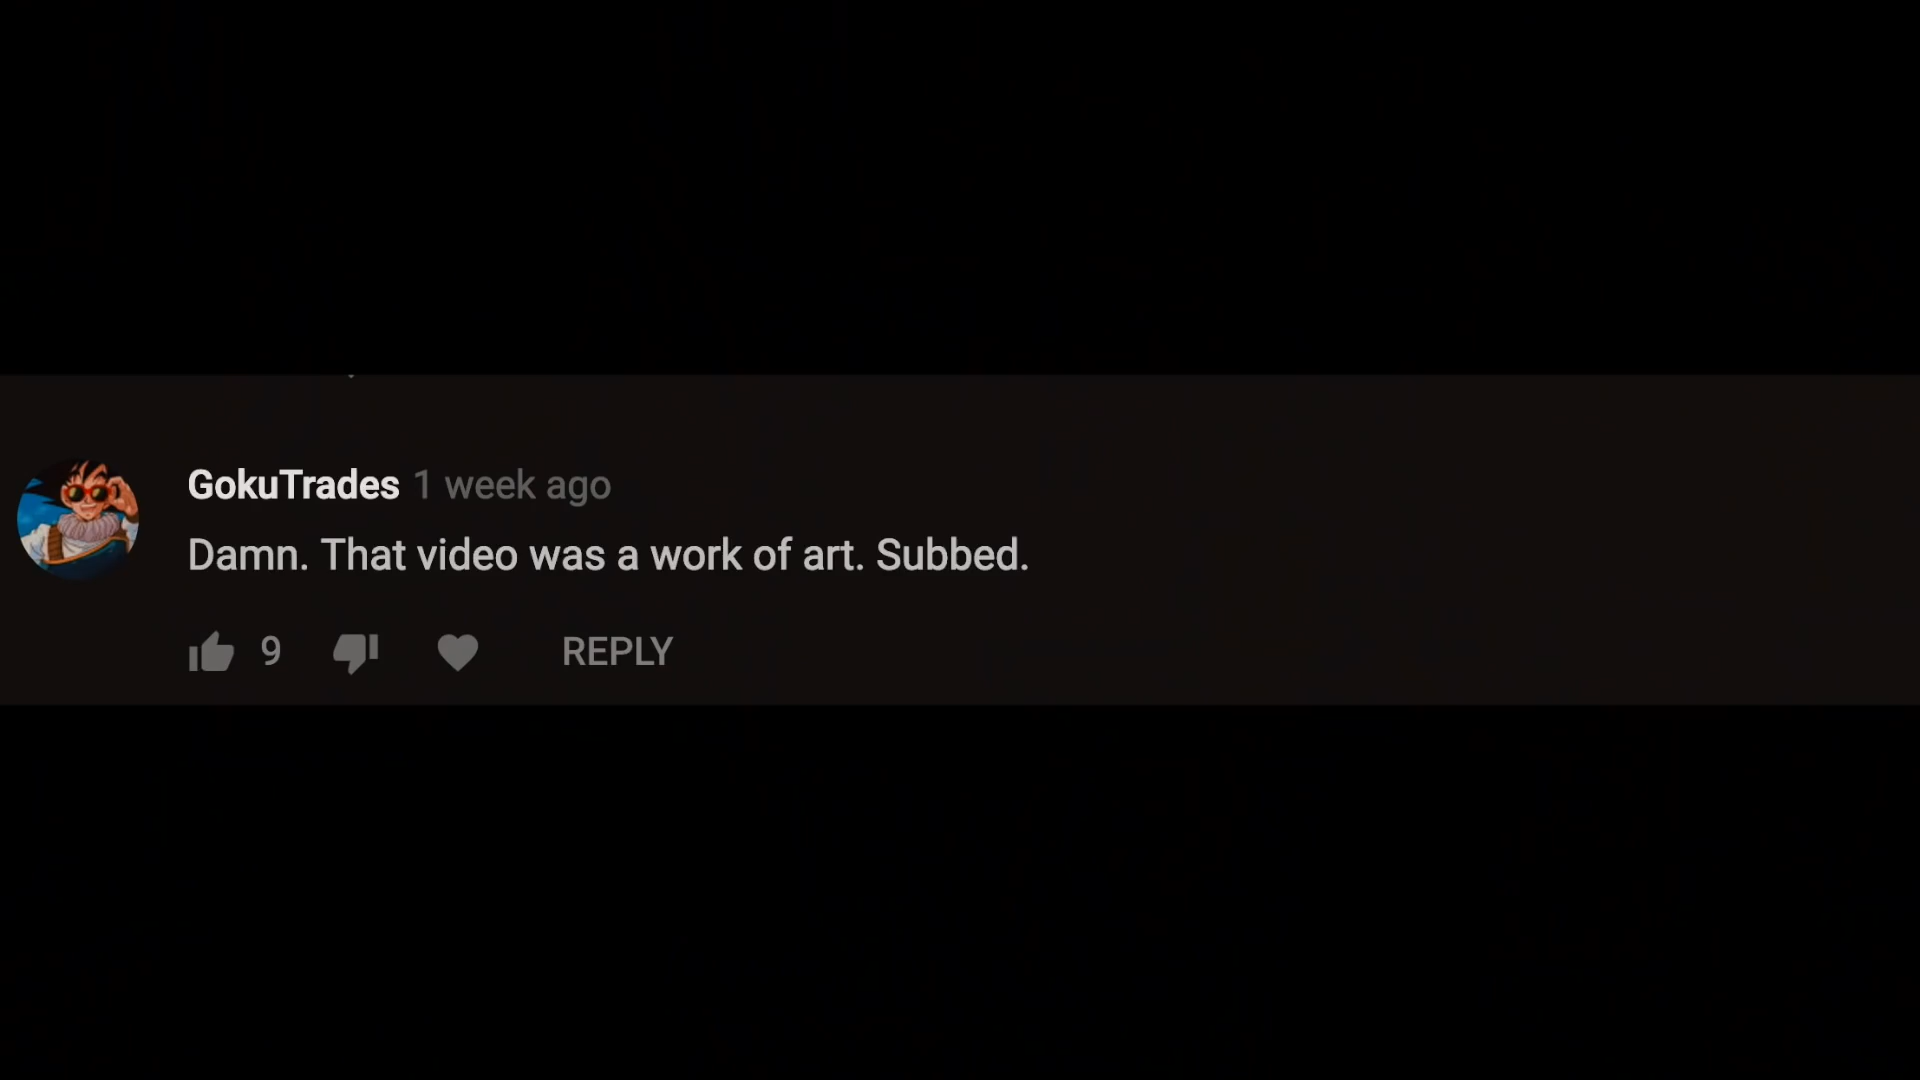 GokuTrades 1 week ago
Damn. That video was a work of art. Subbed.
9 REPLY